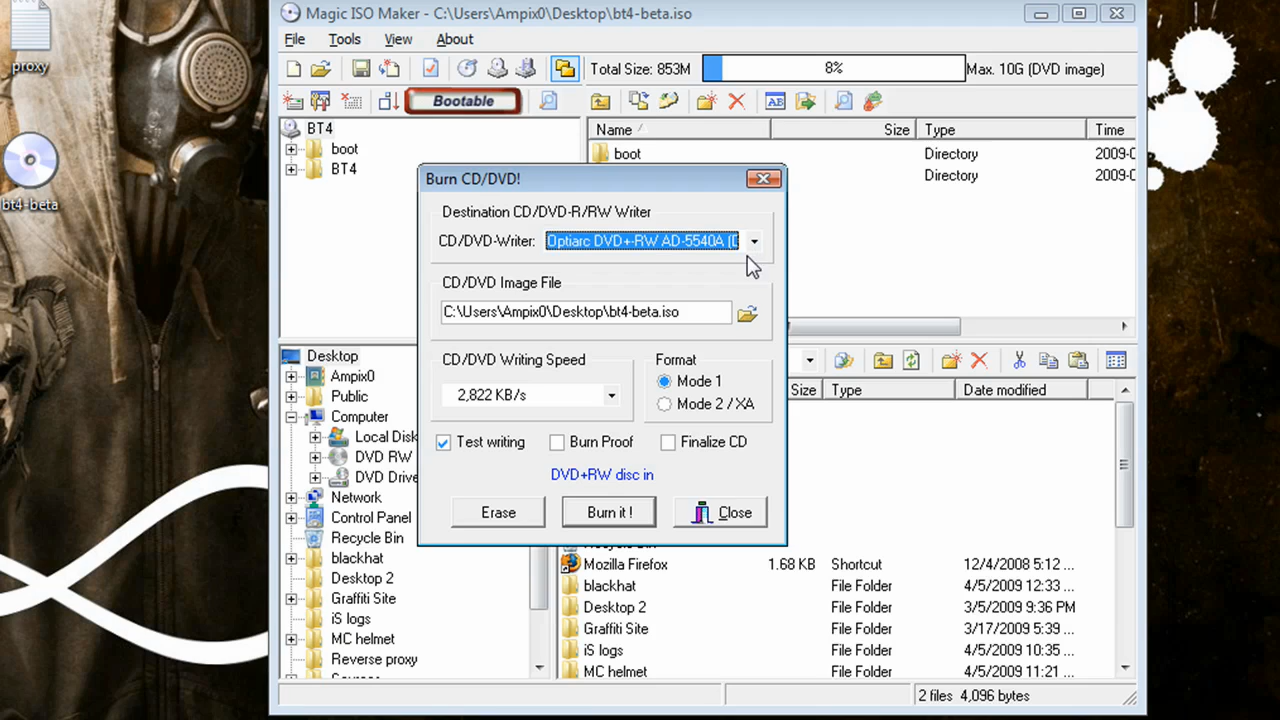 Magic ISO Maker - C:\Users\Ampix0\Desktop\bt4-beta.iso
proxy
bt4-beta
File Tools View About
Total Size: 853M 8% Max. 10G (DVD image)
Bootable
BT4
boot
BT4
Name Size Type Time
boot Directory 2009-0
Directory 2009-0
Burn CD/DVD!
Destination CD/DVD-R/RW Writer
CD/DVD-Writer: Optiarc DVD+-RW AD-5540A (
CD/DVD Image File
C:\Users\Ampix0\Desktop\bt4-beta.iso
CD/DVD Writing Speed
2,822 KB/s
Format
Mode 1
Mode 2 / XA
Test writing Burn Proof Finalize CD
DVD+RW disc in
Erase Burn it ! Close
Desktop
Ampix0
Public
Computer
Local Disk
DVD RW
DVD Drive
Network
Control Panel
Recycle Bin
blackhat
Desktop 2
Graffiti Site
iS logs
MC helmet
Reverse proxy
Size Type Date modified
Mozilla Firefox 1.68 KB Shortcut 12/4/2008 5:12 ...
blackhat File Folder 4/5/2009 12:33 ...
Desktop 2 File Folder 3/5/2009 9:36 PM
Graffiti Site File Folder 3/17/2009 5:39 ...
iS logs File Folder 4/5/2009 10:35 ...
MC helmet File Folder 4/5/2009 11:21 ...
2 files 4,096 bytes